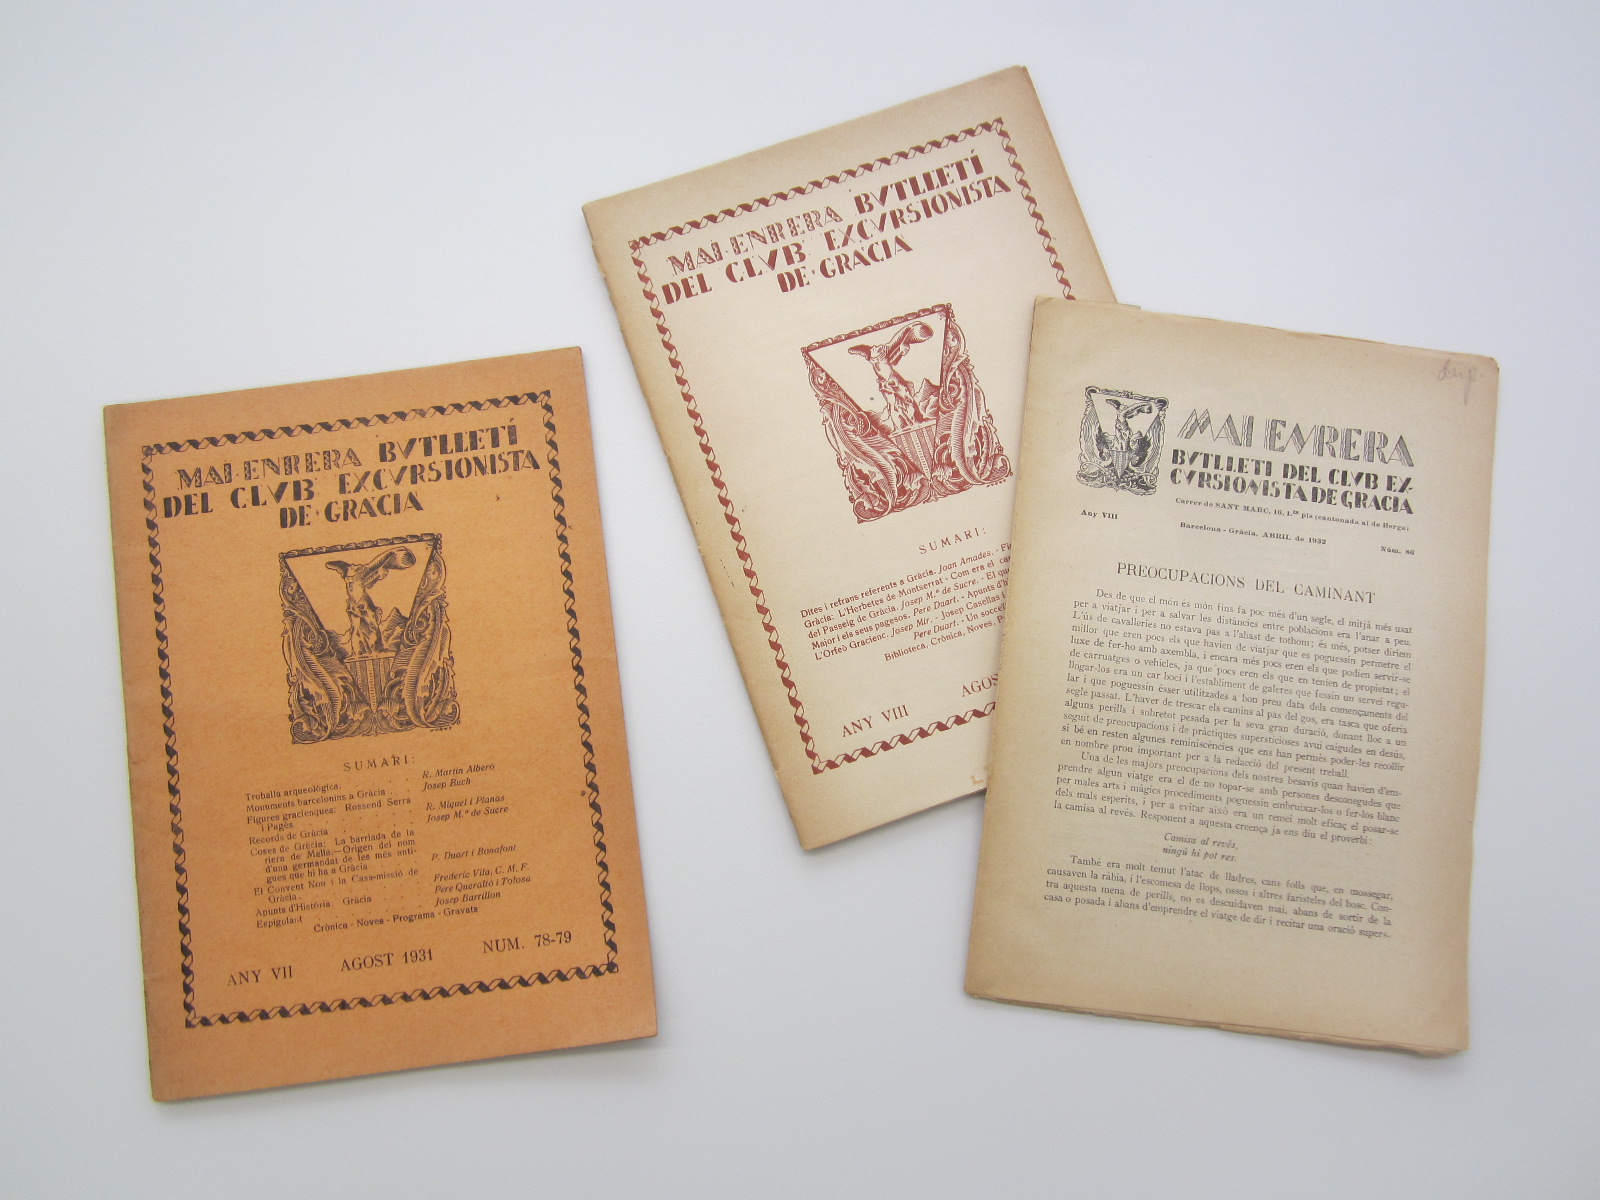 MAI·ENRERA BVTLLETÍ
DEL CLVB EXCVRSIONISTA
DE·GRÀCIA
SUMARI:
Troballa arqueològica. . . R. Martín Alberó
Monuments barcelonins a Gràcia . Josep Buch
Figures gracienques: Rossend Serra
i Pagès . . . R. Miquel i Planas
Records de Gràcia . . . Josep M.ª de Sucre
Coses de Gràcia: La barriada de la
riera de Malla.—Origen del nom
d'una germandat de les més anti-
gues que hi ha a Gràcia . . P. Duart i Bonafont
El Convent Nou i la Casa-missió de
Gràcia . . . Frederic Vila, C. M. F.
Apunts d'Història: Gràcia . . Pere Queraltó i Tolosa
Espigolant . . . Josep Barrillon
Crònica - Noves - Programa - Gravats
ANY VII AGOST 1931 NUM. 78-79
MAI·ENRERA BVTLLETÍ
DEL CLVB EXCVRSIONISTA
DE·GRÀCIA
SUMARI:
Dites i refrans referents a Gràcia. Joan Amades. - Fi
Gràcia: L'Herbetes de Montserrat - Com era el car
del Passeig de Gràcia. Josep M.ª de Sucre. - El qu
Major i els seus pagesos. Pere Duart. - Apunts d'h
L'Orfeó Gracienc. Josep Mir. - Josep Casellas i
Pere Duart. - Un soccel
Biblioteca, Crònica, Noves, P
ANY VIII AGOS
MAI ENRERA
BVTLLETI DEL CLVB EX-
CVRSIONISTA DE GRACIA
Carrer de SANT MARC, 16, 1.er pis (cantonada al de Bergui
Any VIII Barcelona - Gràcia, ABRIL de 1932 Núm. 86
PREOCUPACIONS DEL CAMINANT
Des de que el món és món fins fa poc més d'un segle, el mitjà més usat
per a viatjar i per a salvar les distàncies entre poblacions era l'anar a peu.
L'ús de cavalleries no estava pas a l'abast de tothom; és més, potser diríem
millor que eren pocs els que havien de viatjar que es poguessin permetre el
luxe de fer-ho amb axembla, i encara més pocs eren els que podien servir-se
de carruatges o vehicles, ja que pocs eren els que en tenien de propietat; el
llogar-los era un car boci i l'establiment de galeres que fessin un servei regu-
lar i que poguessin ésser utilitzades a bon preu data dels començaments del
segle passat. L'haver de trescar els camins al pas del gos, era tasca que oferia
alguns perills i sobretot pesada per la seva gran duració, donant lloc a un
seguit de preocupacions i de pràctiques supersticioses avui caigudes en desús,
si bé en resten algunes reminiscències que ens han permès poder-les recollir
en nombre prou important per a la redacció del present treball.
Una de les majors preocupacions dels nostres besavis quan havien d'em-
prendre algun viatge era el de no topar-se amb persones desconegudes que
per males arts i màgics procediments poguessin embruixar-los o fer-los blanc
dels mals esperits, i per a evitar això era un remei molt eficaç el posar-se
la camisa al revés. Responent a aquesta creença ja ens diu el proverbi:
Camisa al revés,
ningú hi pot res.
També era molt temut l'atac de lladres, cans folls que, en mossegar,
causaven la ràbia, i l'escomesa de llops, ossos i altres faristeles del bosc. Con-
tra aquesta mena de perills, no es descuidaven mai, abans de sortir de la
casa o posada i abans d'emprendre el viatge de dir i recitar una oració supers-